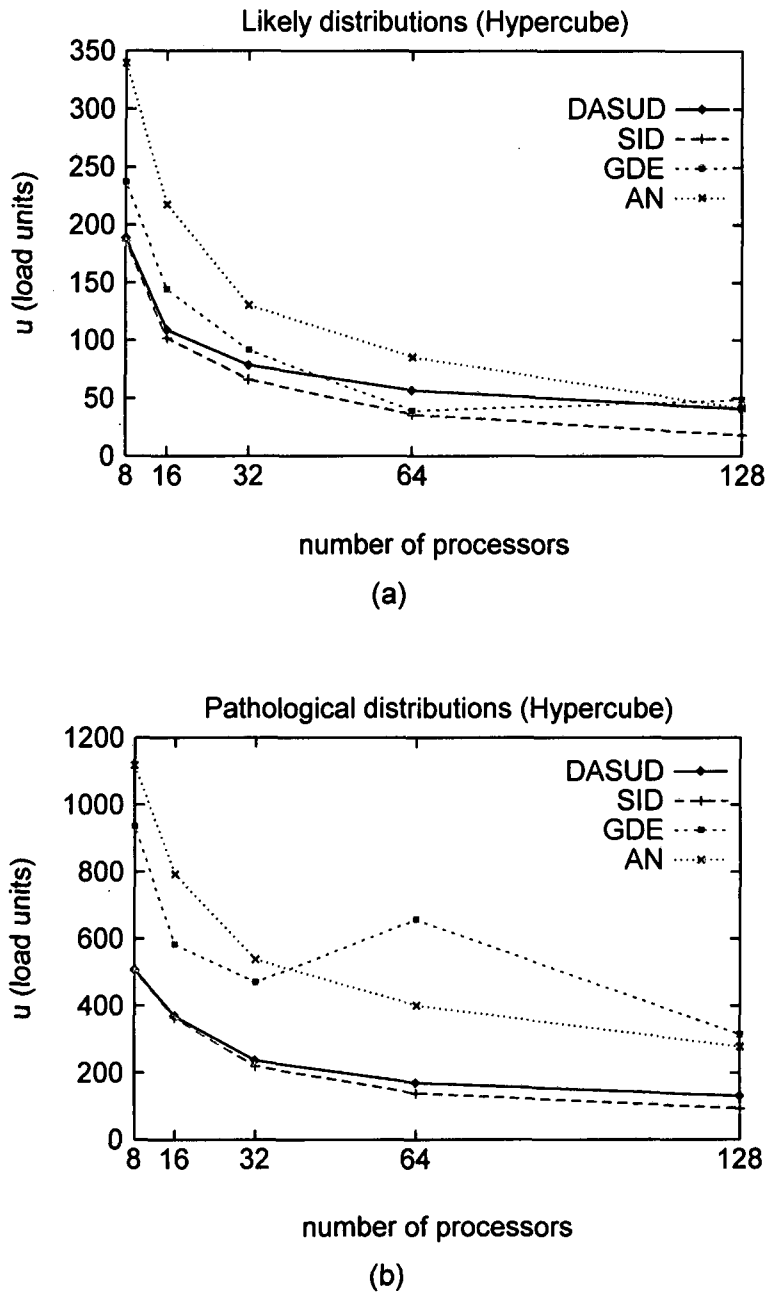 Likely distributions (Hypercube)
350
300
250
200
150
100
50
0
u (load units)
DASUD
SID
GDE
AN
8 16 32 64 128
number of processors
(a)
Pathological distributions (Hypercube)
1200
1000
800
600
400
200
0
u (load units)
DASUD
SID
GDE
AN
8 16 32 64 128
number of processors
(b)